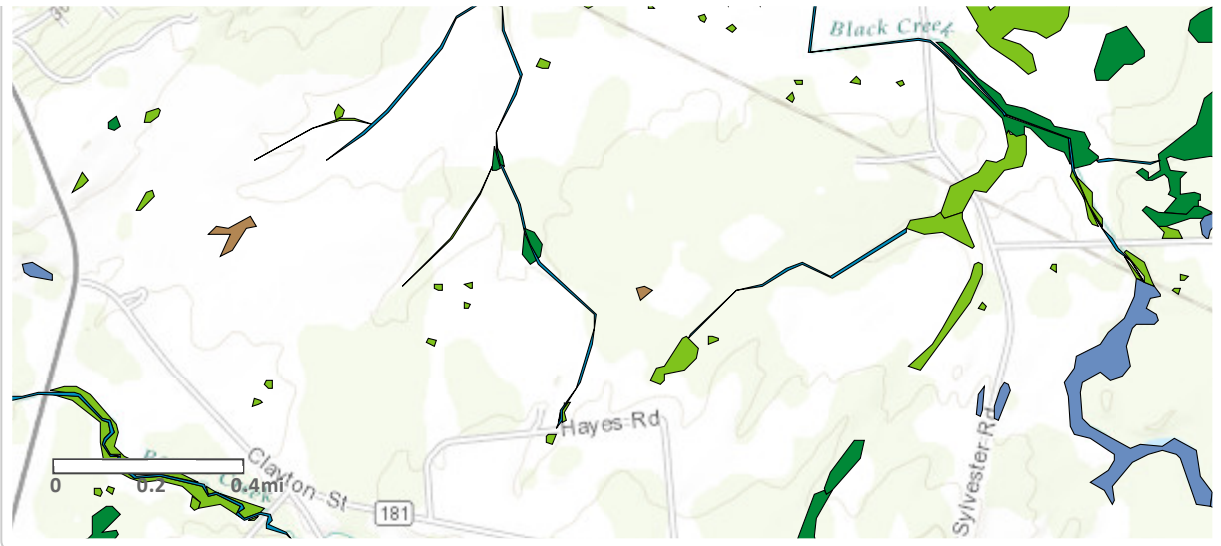 Black Creek
Hayes Rd
Clayton St
0 0.2 0.4mi
181
Sylvester Rd